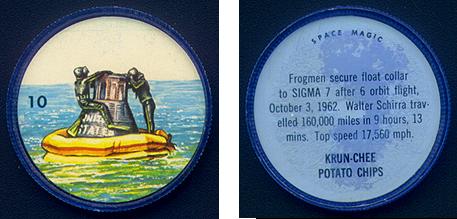 10
SPACE MAGIC
Frogmen secure float collar
to SIGMA 7 after 6 orbit flight,
October 3, 1962. Walter Schirra trav-
elled 160,000 miles in 9 hours, 13
mins. Top speed 17,560 mph.
KRUN-CHEE
POTATO CHIPS